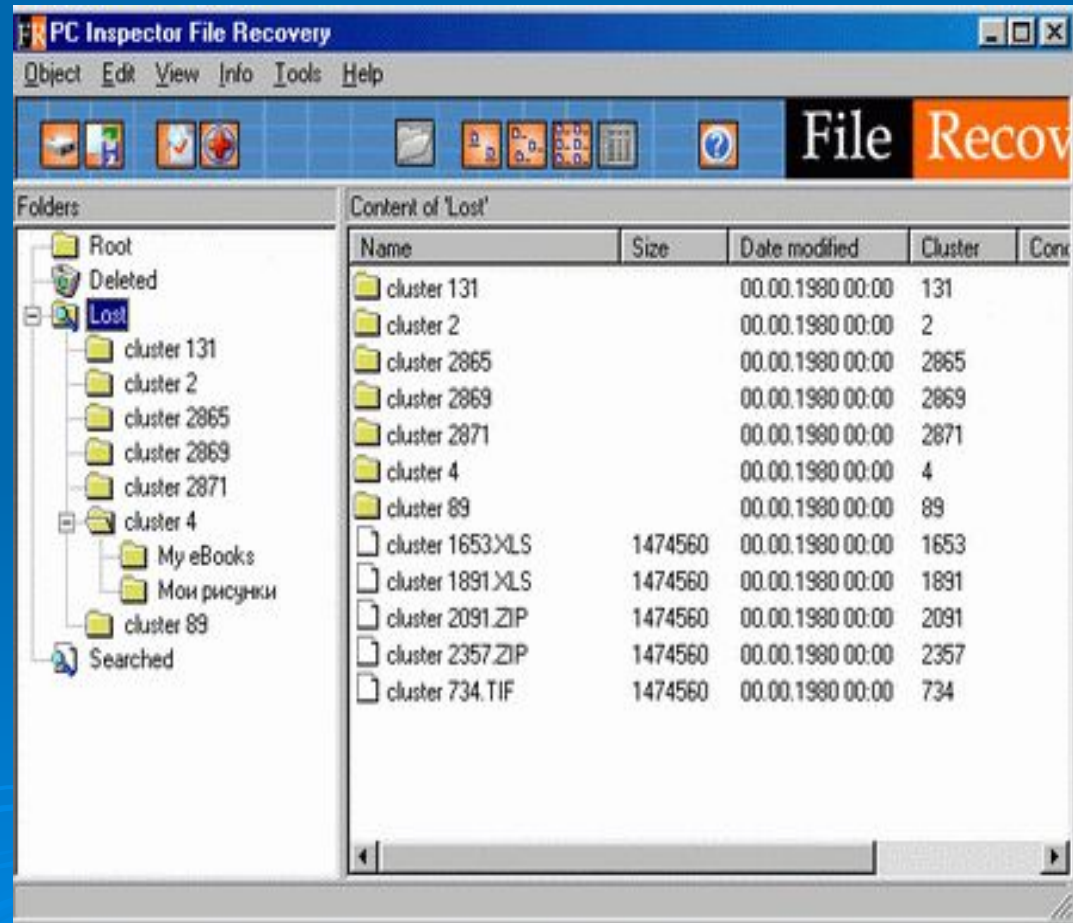 FR PC Inspector File Recovery
Object Edit View Info Tools Help
File Recov
Folders
Root
Deleted
Lost
cluster 131
cluster 2
cluster 2865
cluster 2869
cluster 2871
cluster 4
My eBooks
Мои рисунки
cluster 89
Searched
Content of 'Lost'
Name Size Date modified Cluster Conc
cluster 131 00.00.1980 00:00 131
cluster 2 00.00.1980 00:00 2
cluster 2865 00.00.1980 00:00 2865
cluster 2869 00.00.1980 00:00 2869
cluster 2871 00.00.1980 00:00 2871
cluster 4 00.00.1980 00:00 4
cluster 89 00.00.1980 00:00 89
cluster 1653.XLS 1474560 00.00.1980 00:00 1653
cluster 1891.XLS 1474560 00.00.1980 00:00 1891
cluster 2091.ZIP 1474560 00.00.1980 00:00 2091
cluster 2357.ZIP 1474560 00.00.1980 00:00 2357
cluster 734.TIF 1474560 00.00.1980 00:00 734